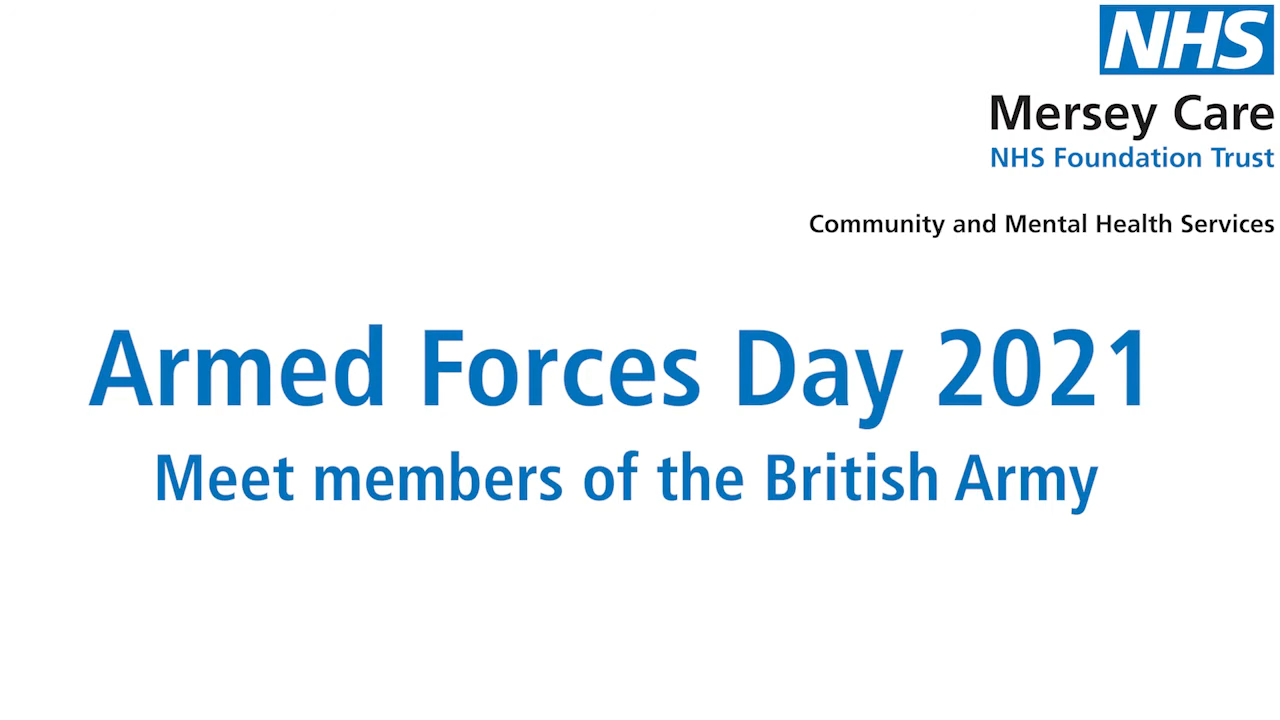 NHS
Mersey Care
NHS Foundation Trust
Community and Mental Health Services
Armed Forces Day 2021
Meet members of the British Army